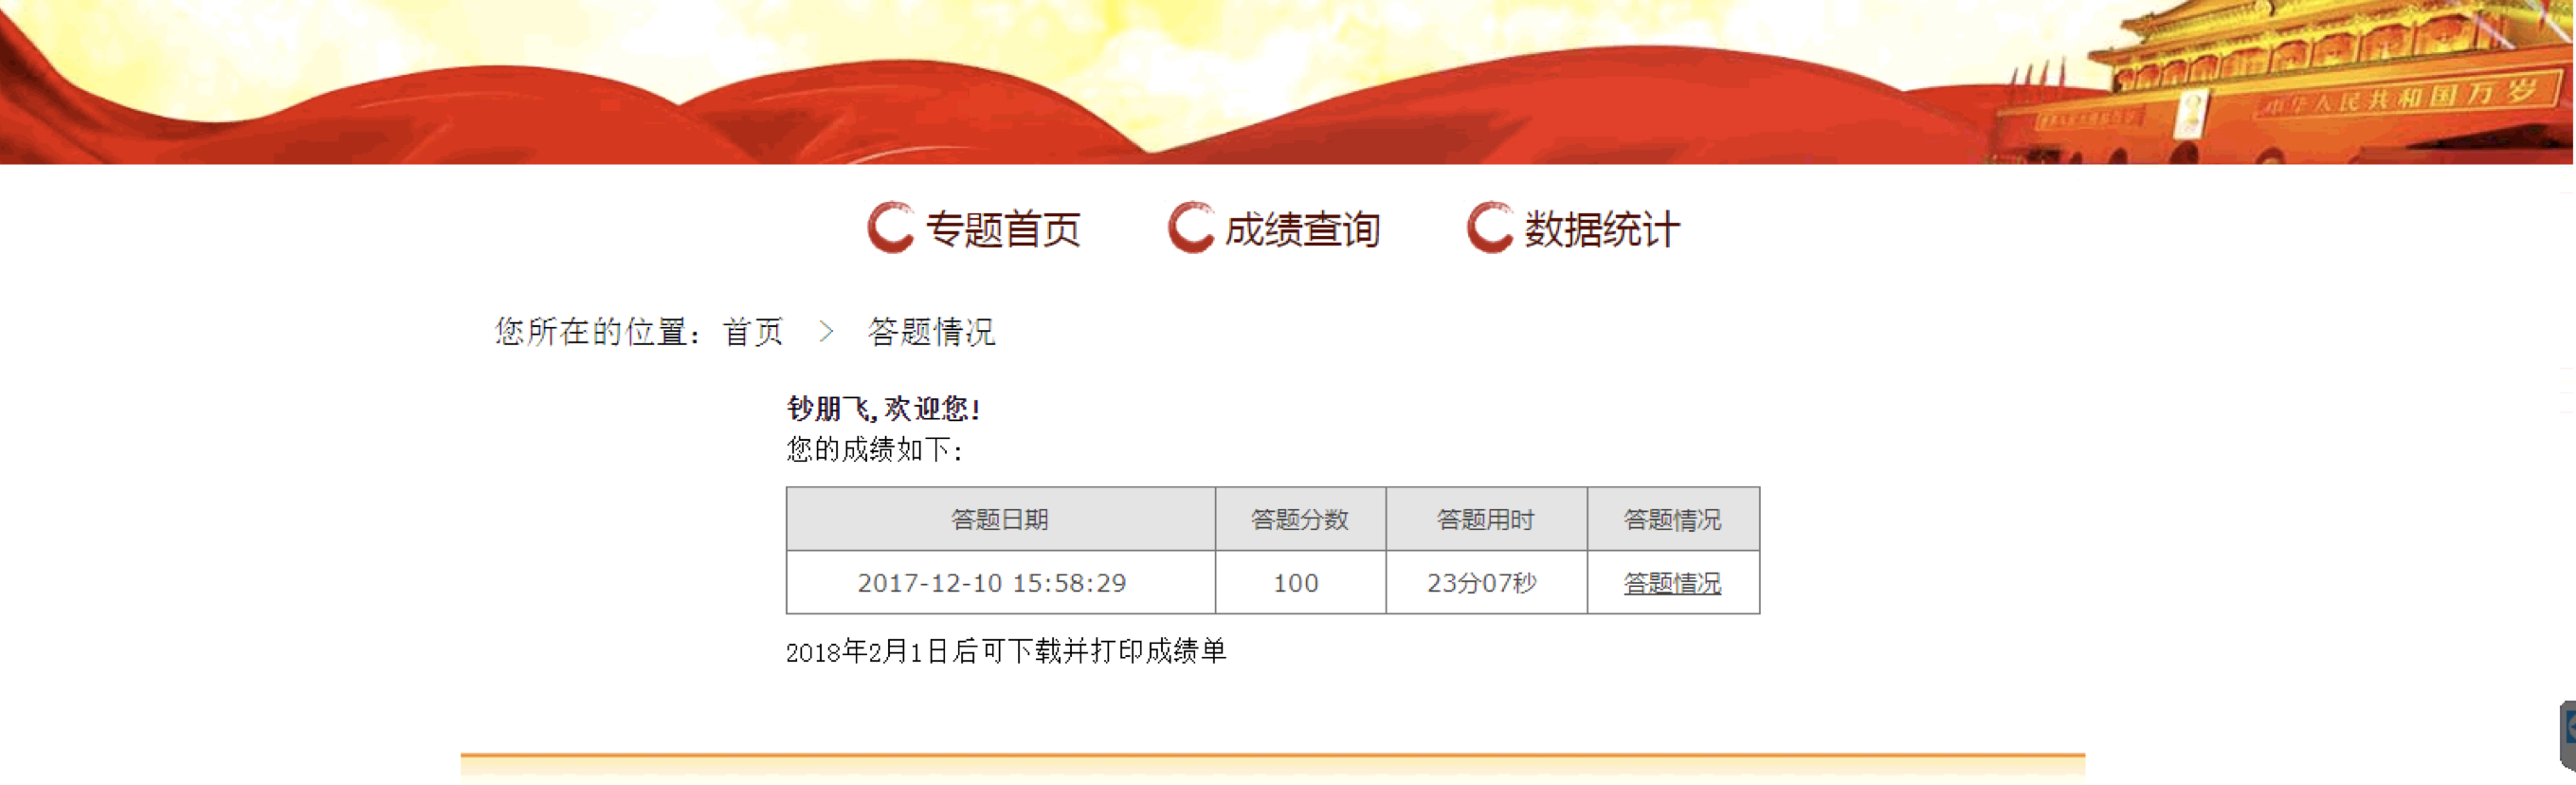 中华人民共和国万岁
专题首页 成绩查询 数据统计
您所在的位置：首页 > 答题情况
钞朋飞,欢迎您!
您的成绩如下:
答题日期 答题分数 答题用时 答题情况
2017-12-10 15:58:29 100 23分07秒 答题情况
2018年2月1日后可下载并打印成绩单